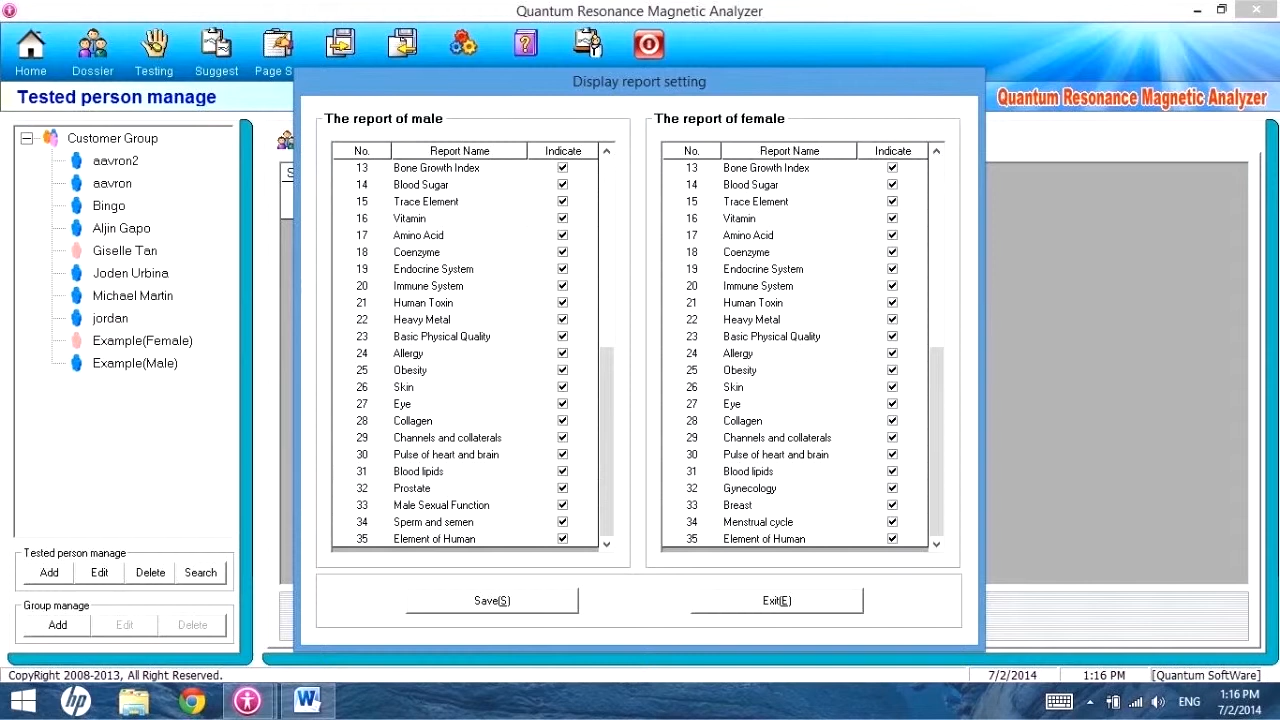 Quantum Resonance Magnetic Analyzer
Home Dossier Testing Suggest Page S
Display report setting
Tested person manage
Quantum Resonance Magnetic Analyzer
Customer Group
aavron2
aavron
Bingo
Aljin Gapo
Giselle Tan
Joden Urbina
Michael Martin
jordan
Example(Female)
Example(Male)
Tested person manage
Add Edit Delete Search
Group manage
Add Edit Delete
S
The report of male
No. Report Name Indicate
13 Bone Growth Index
14 Blood Sugar
15 Trace Element
16 Vitamin
17 Amino Acid
18 Coenzyme
19 Endocrine System
20 Immune System
21 Human Toxin
22 Heavy Metal
23 Basic Physical Quality
24 Allergy
25 Obesity
26 Skin
27 Eye
28 Collagen
29 Channels and collaterals
30 Pulse of heart and brain
31 Blood lipids
32 Prostate
33 Male Sexual Function
34 Sperm and semen
35 Element of Human
The report of female
No. Report Name Indicate
13 Bone Growth Index
14 Blood Sugar
15 Trace Element
16 Vitamin
17 Amino Acid
18 Coenzyme
19 Endocrine System
20 Immune System
21 Human Toxin
22 Heavy Metal
23 Basic Physical Quality
24 Allergy
25 Obesity
26 Skin
27 Eye
28 Collagen
29 Channels and collaterals
30 Pulse of heart and brain
31 Blood lipids
32 Gynecology
33 Breast
34 Menstrual cycle
35 Element of Human
Save(S) Exit(E)
CopyRight 2008-2013, All Right Reserved. 7/2/2014 1:16 PM [Quantum SoftWare]
hp W ENG 1:16 PM
7/2/2014